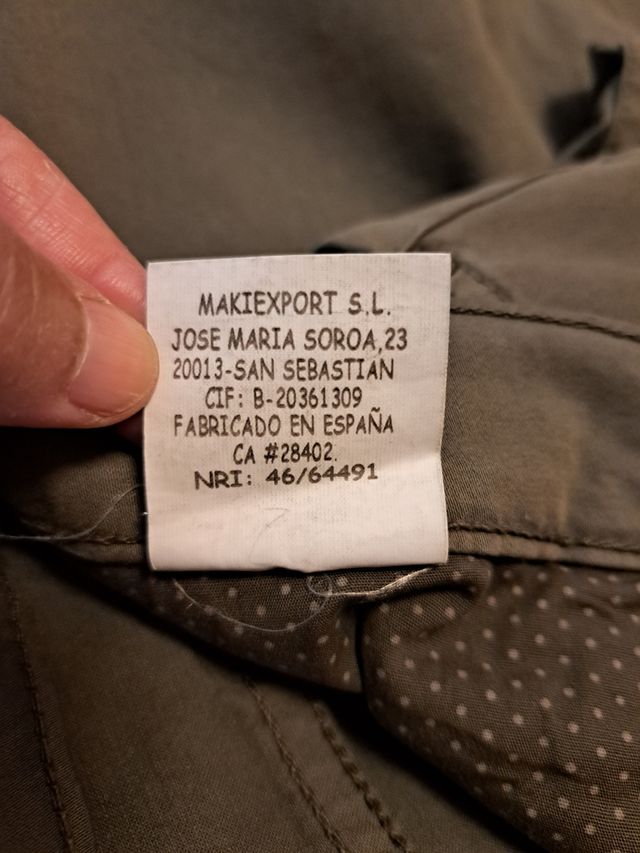 MAKIEXPORT S.L.
JOSE MARIA SOROA,23
20013-SAN SEBASTIAN
CIF: B-20361309
FABRICADO EN ESPAÑA
CA #28402.
NRI: 46/64491